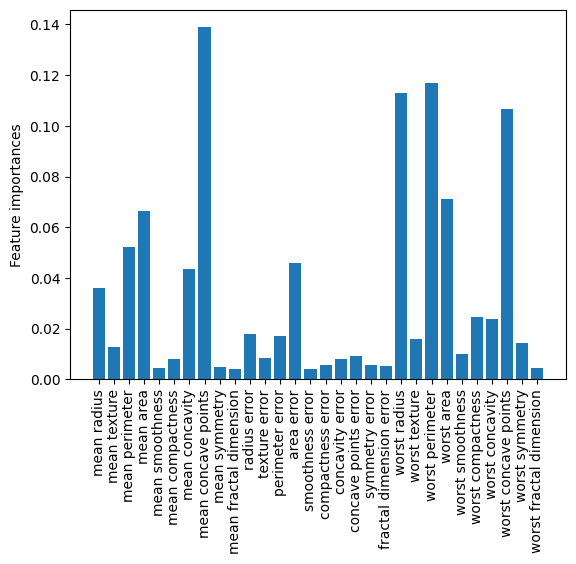 0.14
0.12
0.10
0.08
0.06
0.04
0.02
0.00
Feature importances
mean radius
mean texture
mean perimeter
mean area
mean smoothness
mean compactness
mean concavity
mean concave points
mean symmetry
mean fractal dimension
radius error
texture error
perimeter error
area error
smoothness error
compactness error
concavity error
concave points error
symmetry error
fractal dimension error
worst radius
worst texture
worst perimeter
worst area
worst smoothness
worst compactness
worst concavity
worst concave points
worst symmetry
worst fractal dimension